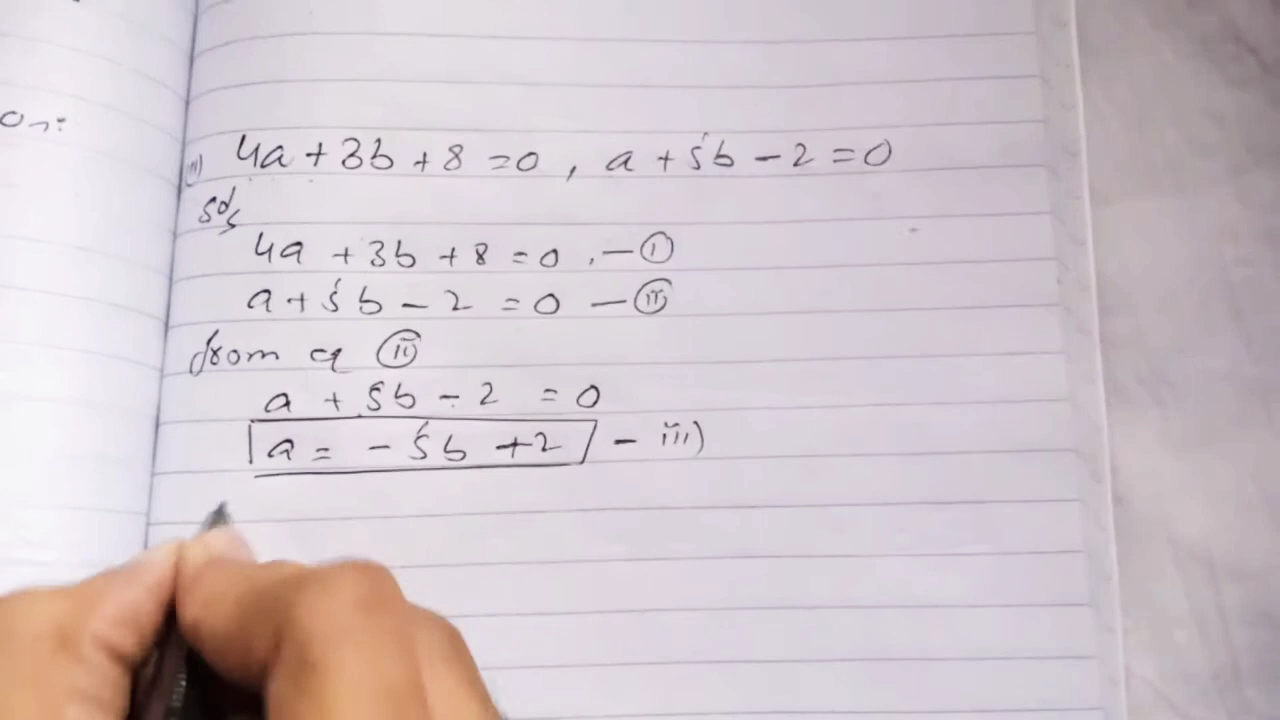 on:
ii) 4a + 3b + 8 = 0 , a + 5b - 2 = 0
Sol;
4a + 3b + 8 = 0 . - (i)
a + 5b - 2 = 0 - (ii)
from eq (ii)
a + 5b - 2 = 0
a = - 5b + 2 - iii)